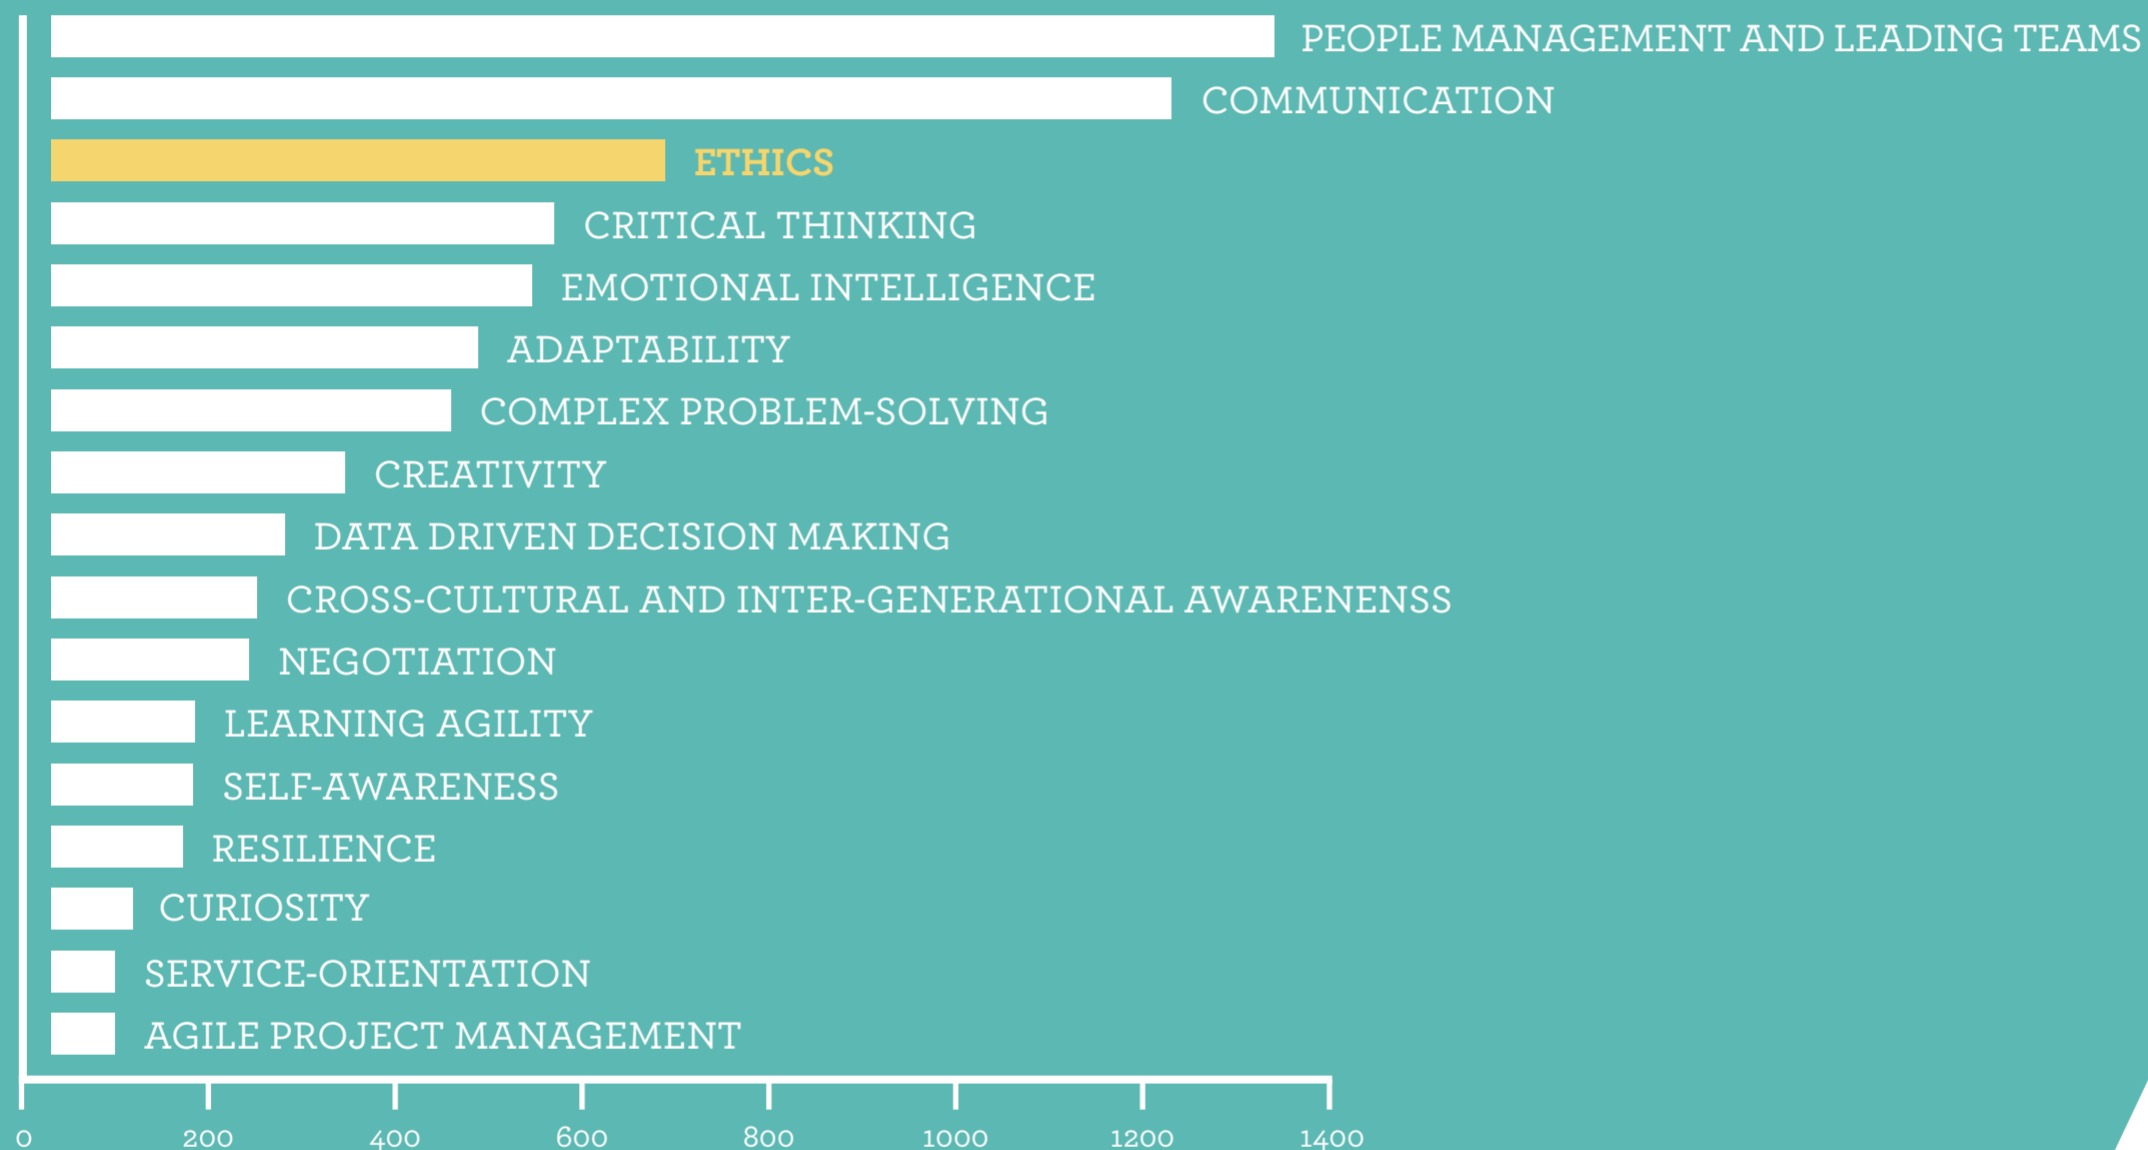 PEOPLE MANAGEMENT AND LEADING TEAMS
COMMUNICATION
ETHICS
CRITICAL THINKING
EMOTIONAL INTELLIGENCE
ADAPTABILITY
COMPLEX PROBLEM-SOLVING
CREATIVITY
DATA DRIVEN DECISION MAKING
CROSS-CULTURAL AND INTER-GENERATIONAL AWARENENSS
NEGOTIATION
LEARNING AGILITY
SELF-AWARENESS
RESILIENCE
CURIOSITY
SERVICE-ORIENTATION
AGILE PROJECT MANAGEMENT
0 200 400 600 800 1000 1200 1400